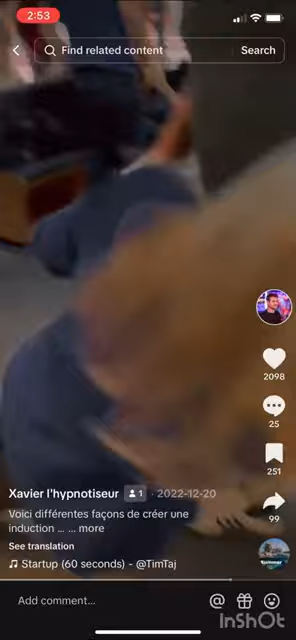 2:53
Find related content
Search
2098
25
251
99
Xavier l'hypnotiseur 1 · 2022-12-20
Voici différentes façons de créer une
induction ... ... more
See translation
Startup (60 seconds) - @TimTaj
Add comment...
InShOt